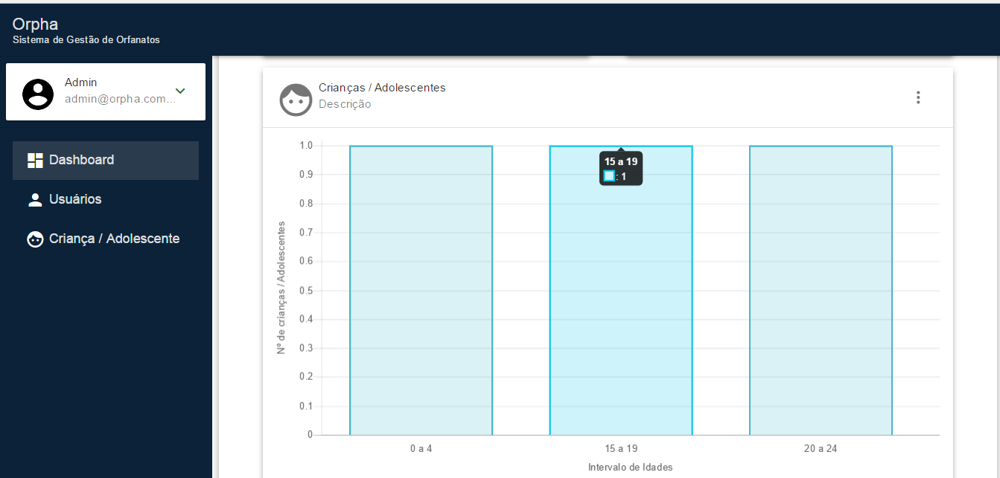 Orpha
Sistema de Gestão de Orfanatos
Admin
admin@orpha.com...
Dashboard
Usuários
Criança / Adolescente
Crianças / Adolescentes
Descrição
Nº de crianças / Adolescentes
1.0
0.9
0.8
0.7
0.6
0.5
0.4
0.3
0.2
0.1
0
15 a 19
: 1
0 a 4
15 a 19
20 a 24
Intervalo de Idades